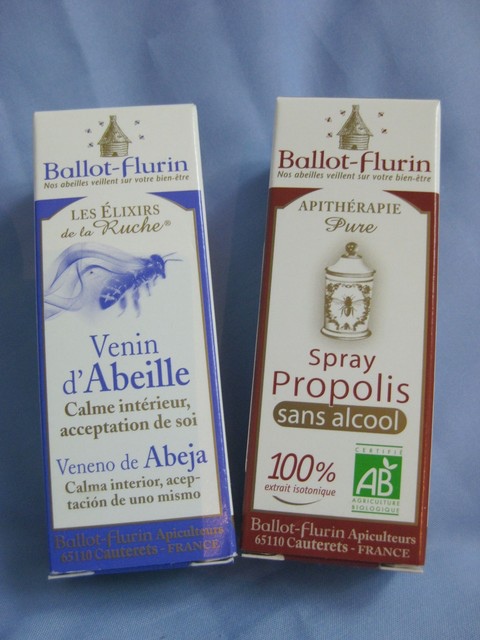 Ballot-flurin
Nos abeilles veillent sur votre bien-être
LES ÉLIXIRS
de la Ruche®
Venin
d'Abeille
Calme intérieur,
acceptation de soi
Veneno de Abeja
Calma interior, acep-
tación de uno mismo
Ballot-flurin Apiculteurs
65110 Cauterets - FRANCE
Ballot-flurin
Nos abeilles veillent sur votre bien-être
APITHÉRAPIE
Pure
Spray
Propolis
sans alcool
100%
extrait isotonique
CERTIFIÉ
AB
AGRICULTURE
BIOLOGIQUE
Ballot-flurin Apiculteurs
65110 Cauterets - FRANCE